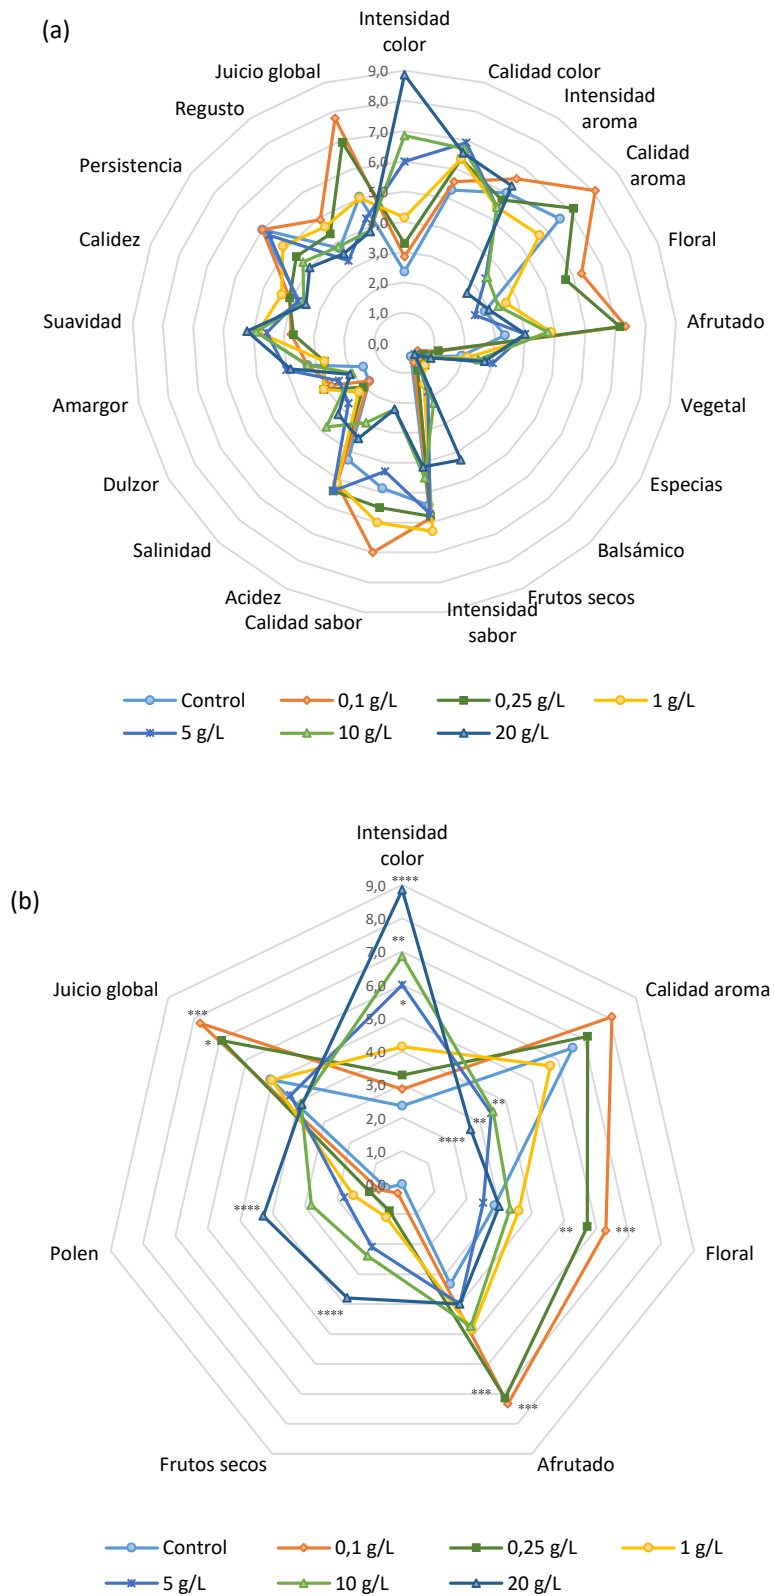 (a)
Intensidad
color
Calidad color
Intensidad
aroma
Calidad
aroma
Floral
Afrutado
Vegetal
Especias
Balsámico
Frutos secos
Intensidad
sabor
Calidad sabor
Acidez
Salinidad
Dulzor
Amargor
Suavidad
Calidez
Persistencia
Regusto
Juicio global
9,0
8,0
7,0
6,0
5,0
4,0
3,0
2,0
1,0
0,0
Control 0,1 g/L 0,25 g/L 1 g/L
5 g/L 10 g/L 20 g/L
(b)
Intensidad
color
Calidad aroma
Floral
Afrutado
Frutos secos
Polen
Juicio global
9,0
8,0
7,0
6,0
5,0
4,0
3,0
2,0
1,0
0,0
****
**
*
***
*
**
**
****
**
***
****
****
***
***
Control 0,1 g/L 0,25 g/L 1 g/L
5 g/L 10 g/L 20 g/L